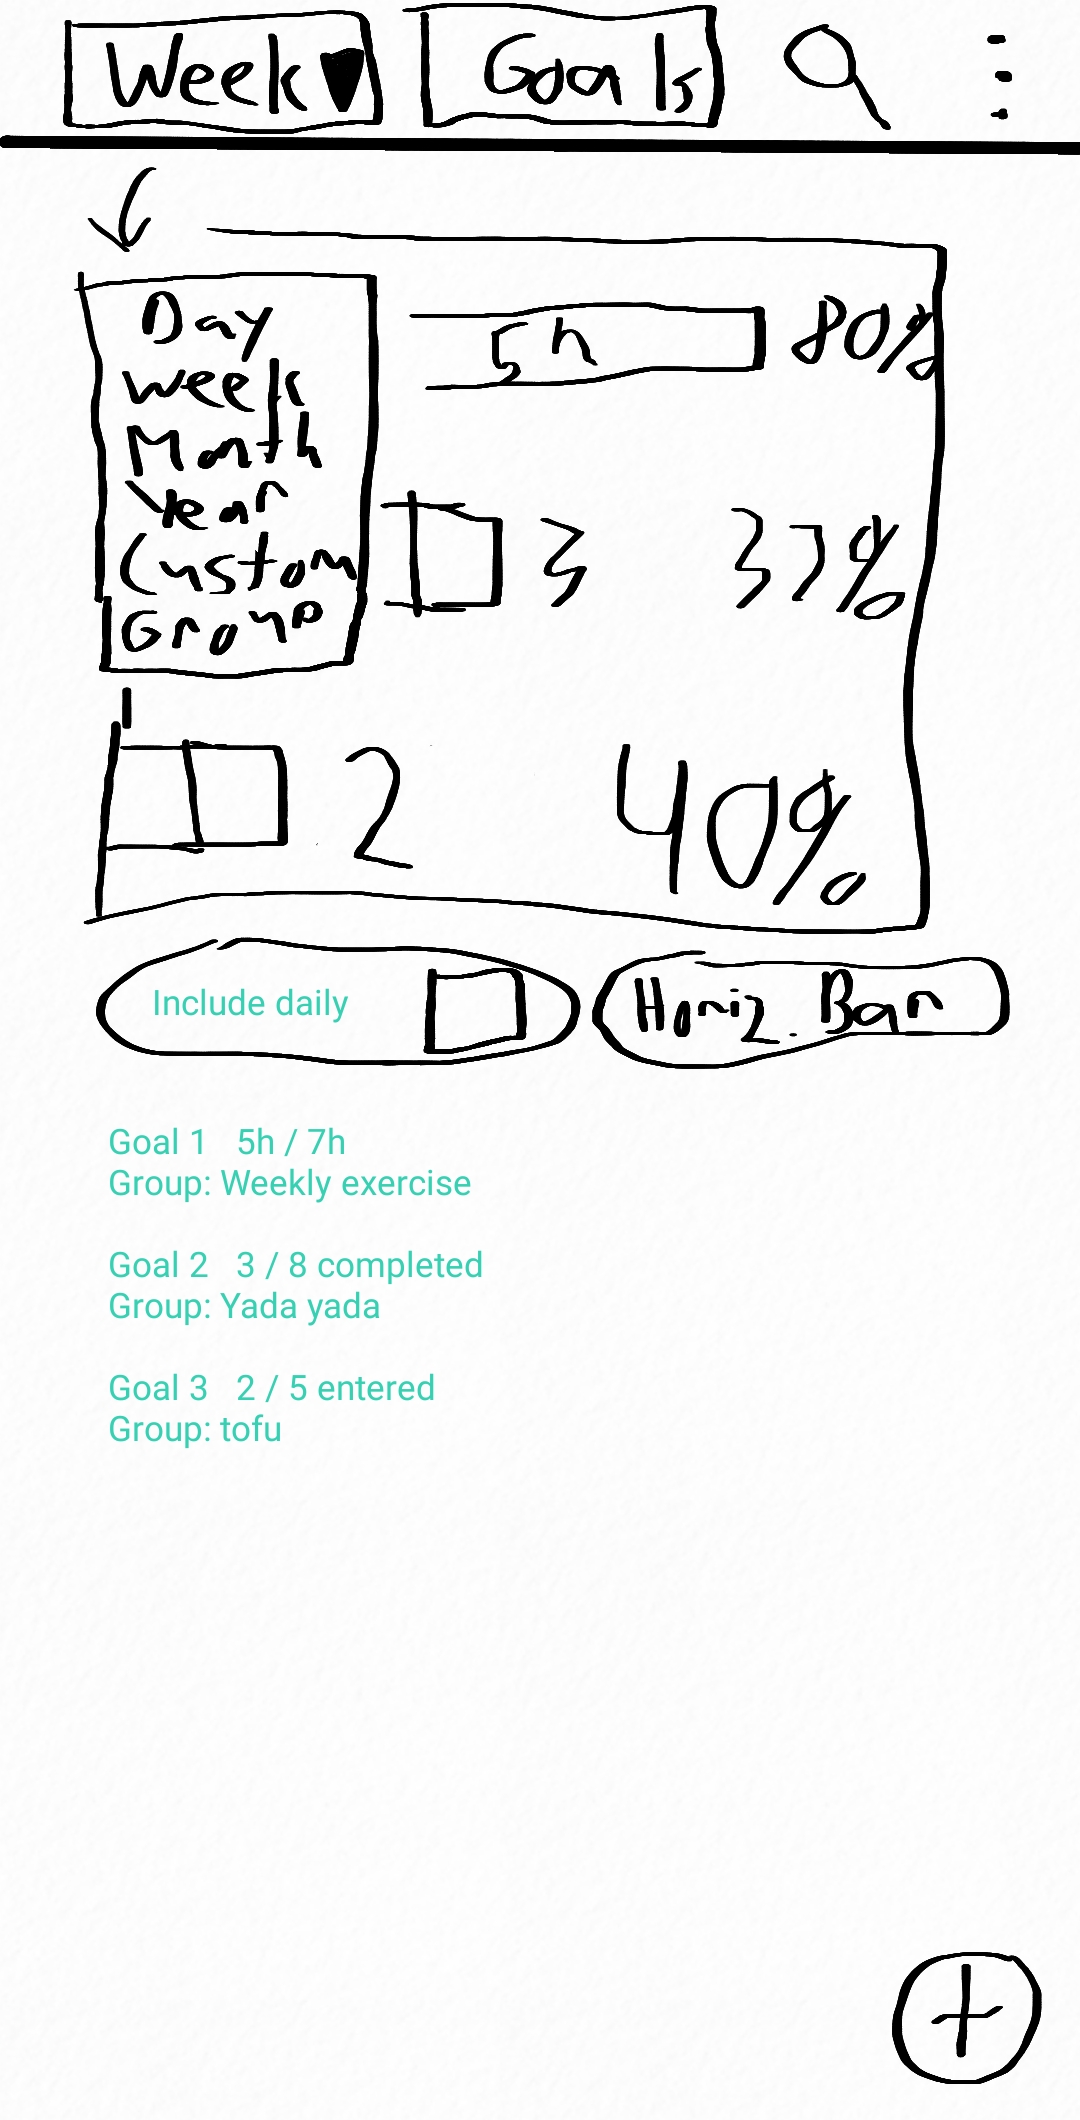 Week Goals
Day
week
Month
Year
Custom
Group
5h 80%
3 37%
2 40%
Include daily
Horiz. Bar
Goal 1 5h / 7h
Group: Weekly exercise
Goal 2 3 / 8 completed
Group: Yada yada
Goal 3 2 / 5 entered
Group: tofu
+